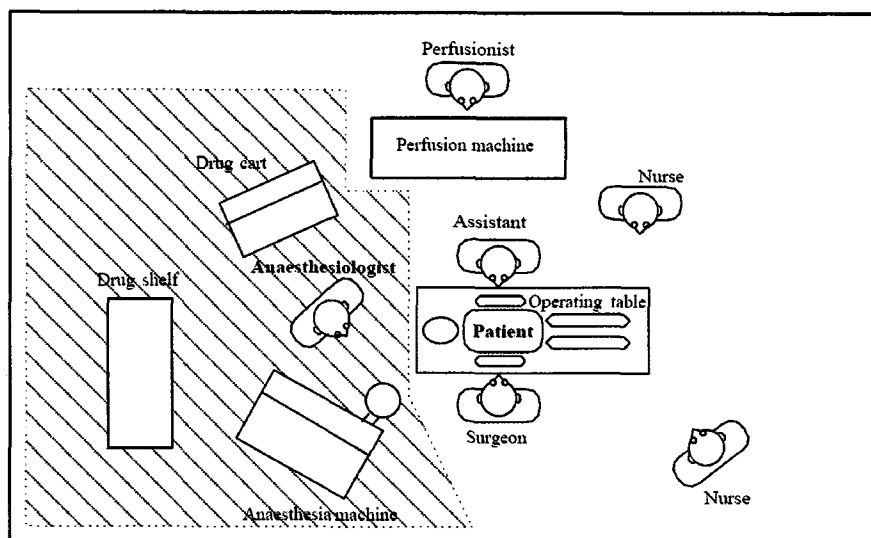 Perfusionist
Perfusion machine
Drug cart
Nurse
Assistant
Anaesthesiologist
Drug shelf
Operating table
Patient
Surgeon
Nurse
Anaesthesia machine